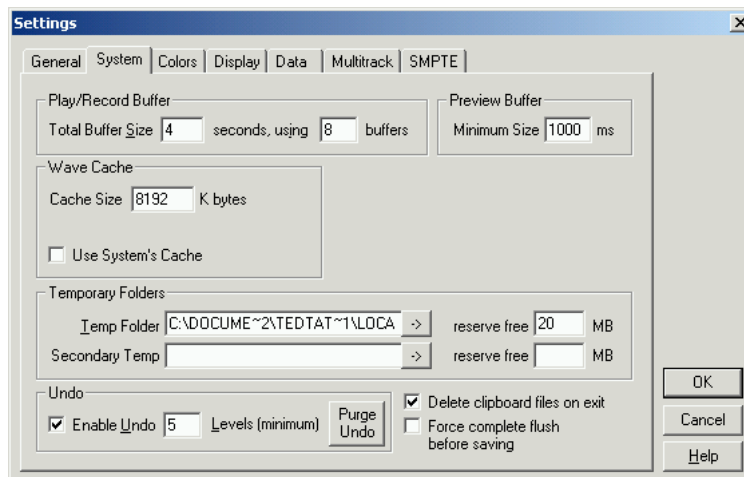 Settings
General System Colors Display Data Multitrack SMPTE
Play/Record Buffer
Total Buffer Size 4 seconds, using 8 buffers
Preview Buffer
Minimum Size 1000 ms
Wave Cache
Cache Size 8192 K bytes
Use System's Cache
Temporary Folders
Temp Folder C:\DOCUME~2\TEDTAT~1\LOCA -> reserve free 20 MB
Secondary Temp -> reserve free MB
Undo
Enable Undo 5 Levels (minimum)
Purge
Undo
Delete clipboard files on exit
Force complete flush
before saving
OK
Cancel
Help